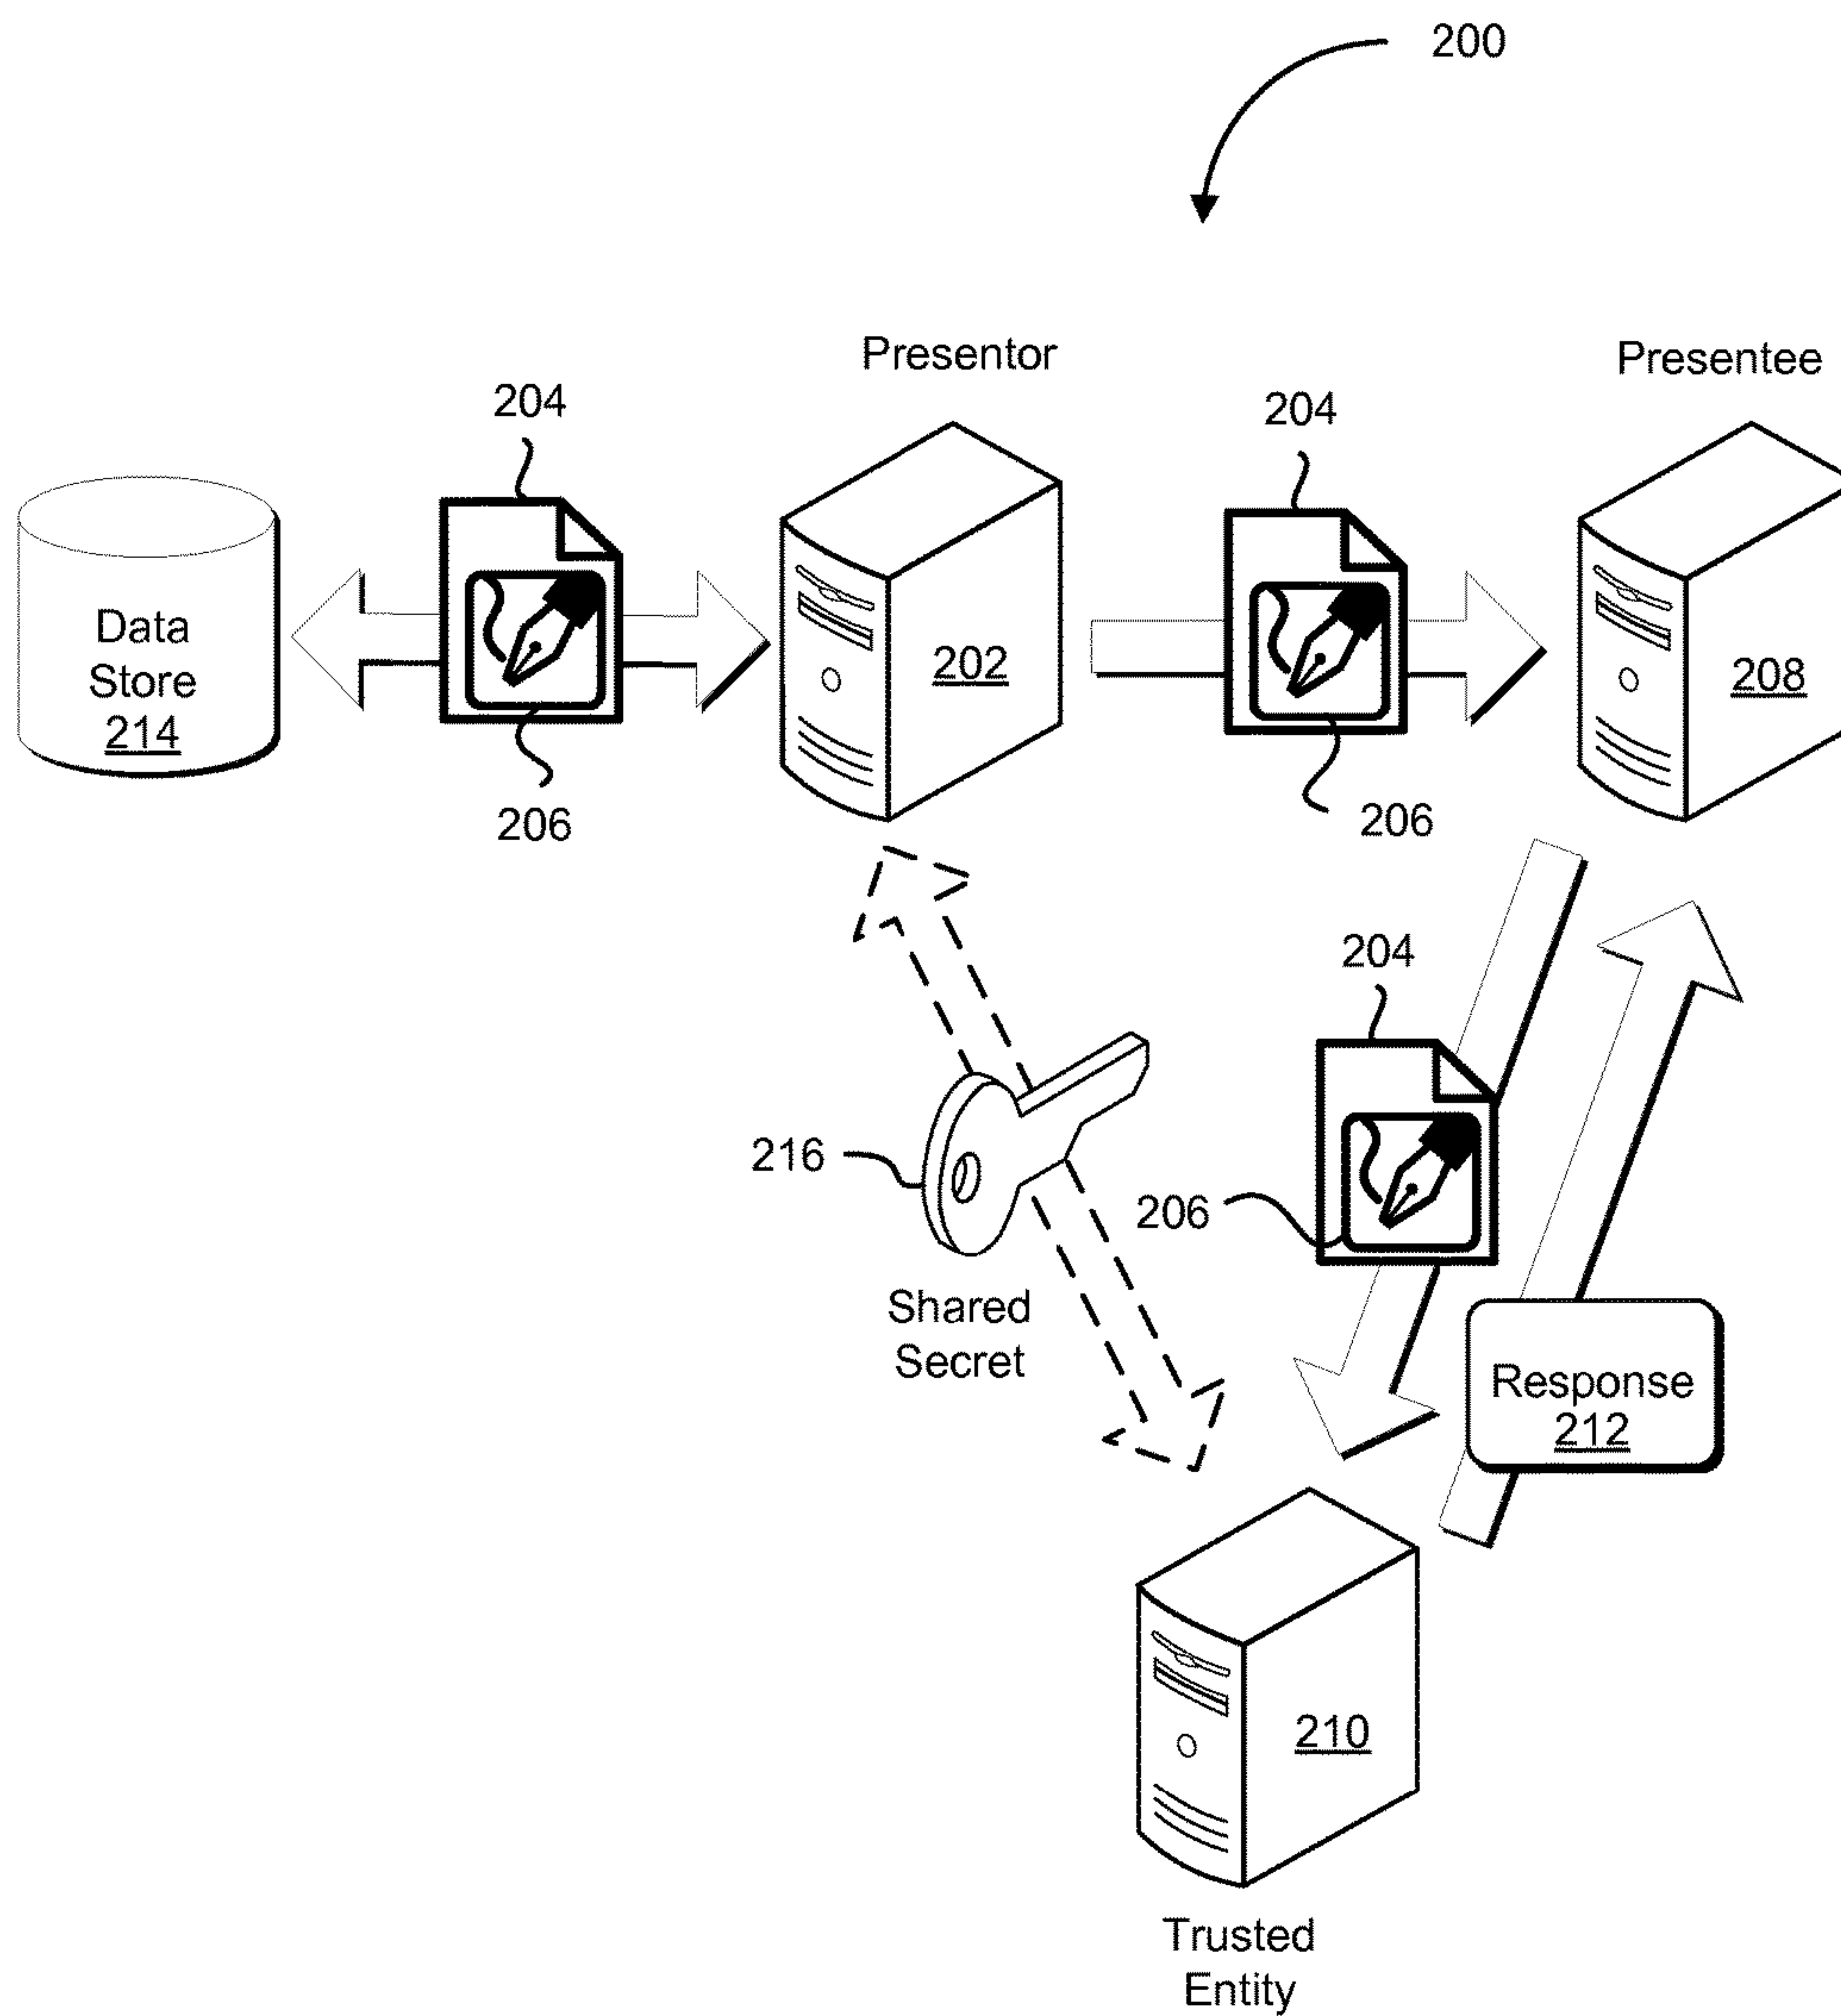 200
Presentor
Presentee
204
204
Data
Store
214
202
208
206
206
204
216
206
Shared
Secret
Response
212
210
Trusted
Entity